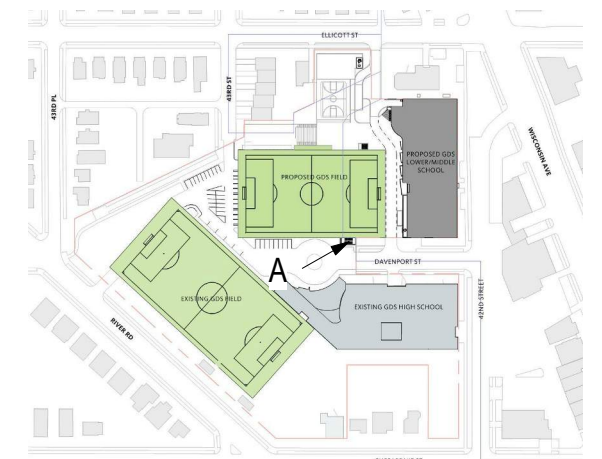 ELLICOTT ST
43RD ST
43RD PL
WISCONSIN AVE
PROPOSED GDS
LOWER/MIDDLE
SCHOOL
PROPOSED GDS FIELD
A
DAVENPORT ST
EXISTING GDS FIELD
EXISTING GDS HIGH SCHOOL
42ND STREET
RIVER RD